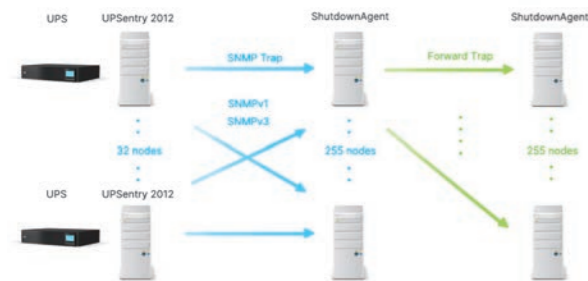 UPS
UPSentry 2012
ShutdownAgent
ShutdownAgent
SNMP Trap
Forward Trap
SNMPv1
SNMPv3
32 nodes
255 nodes
255 nodes
UPS
UPSentry 2012